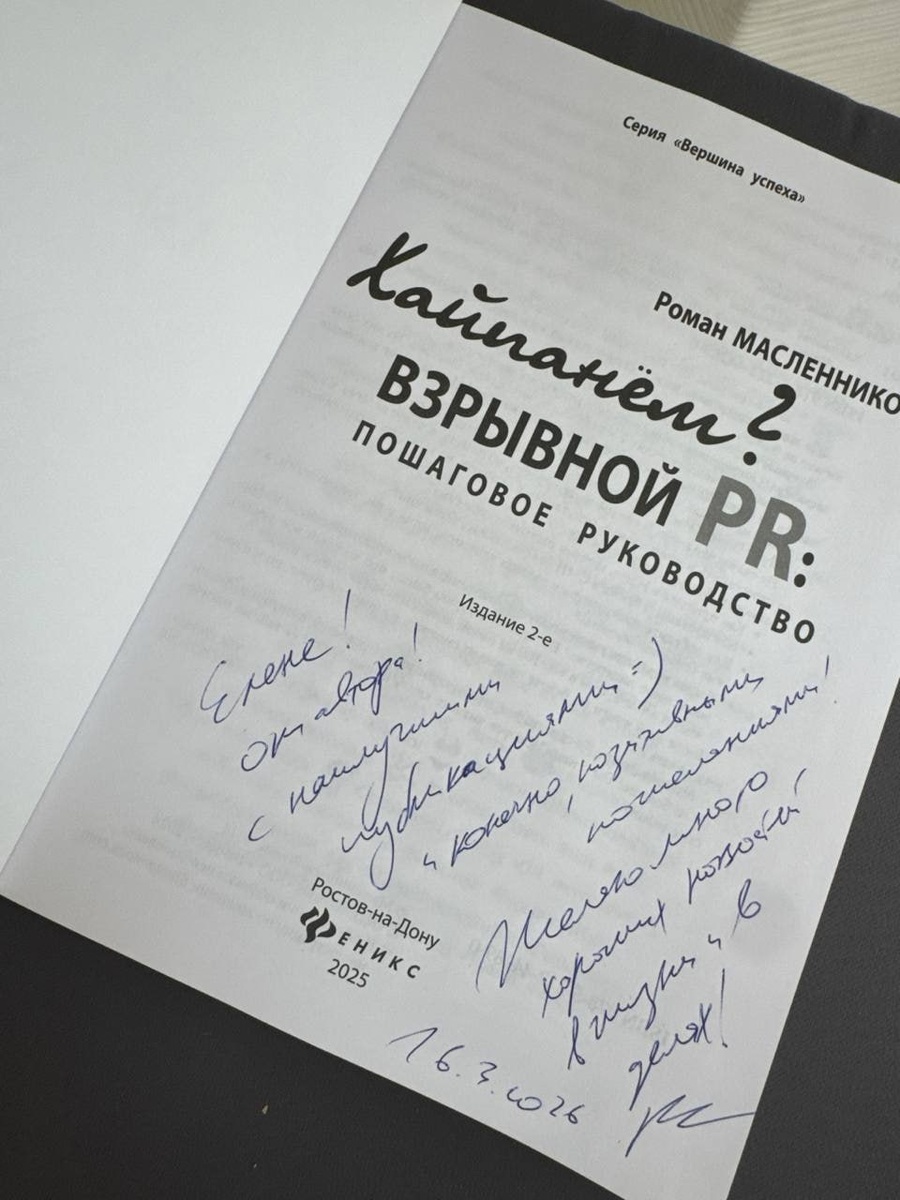 Серия «Вершина успеха»
Роман МАСЛЕННИКО
Хайпанём?
ВЗРЫВНОЙ PR:
ПОШАГОВОЕ РУКОВОДСТВО
Издание 2-е
Елене!
от автора!
с наилучшими
публикациями =)
и конечно, позитивными
пожеланиями!
Желаю много
хороших новостей
в жизни и в
делах!
Ростов-на-Дону
ФЕНИКС
2025
16.3.2026